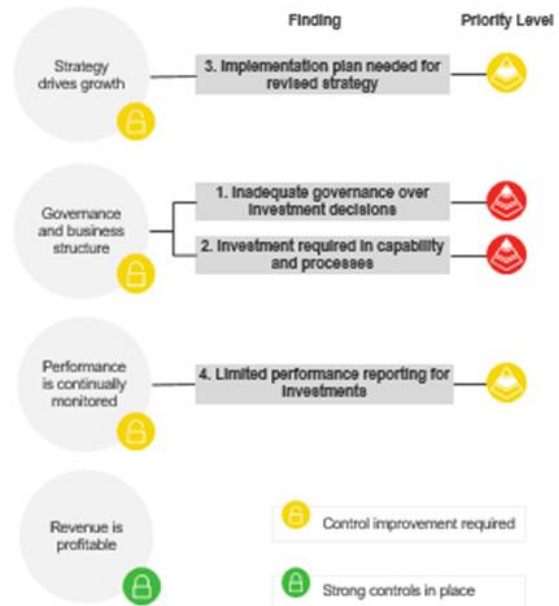 Finding
Priority Level
Strategy
drives growth
3. Implementation plan needed for
revised strategy
Governance
and business
structure
1. Inadequate governance over
investment decisions
2. Investment required in capability
and processes
Performance
is continually
monitored
4. Limited performance reporting for
investments
Revenue is
profitable
Control improvement required
Strong controls in place